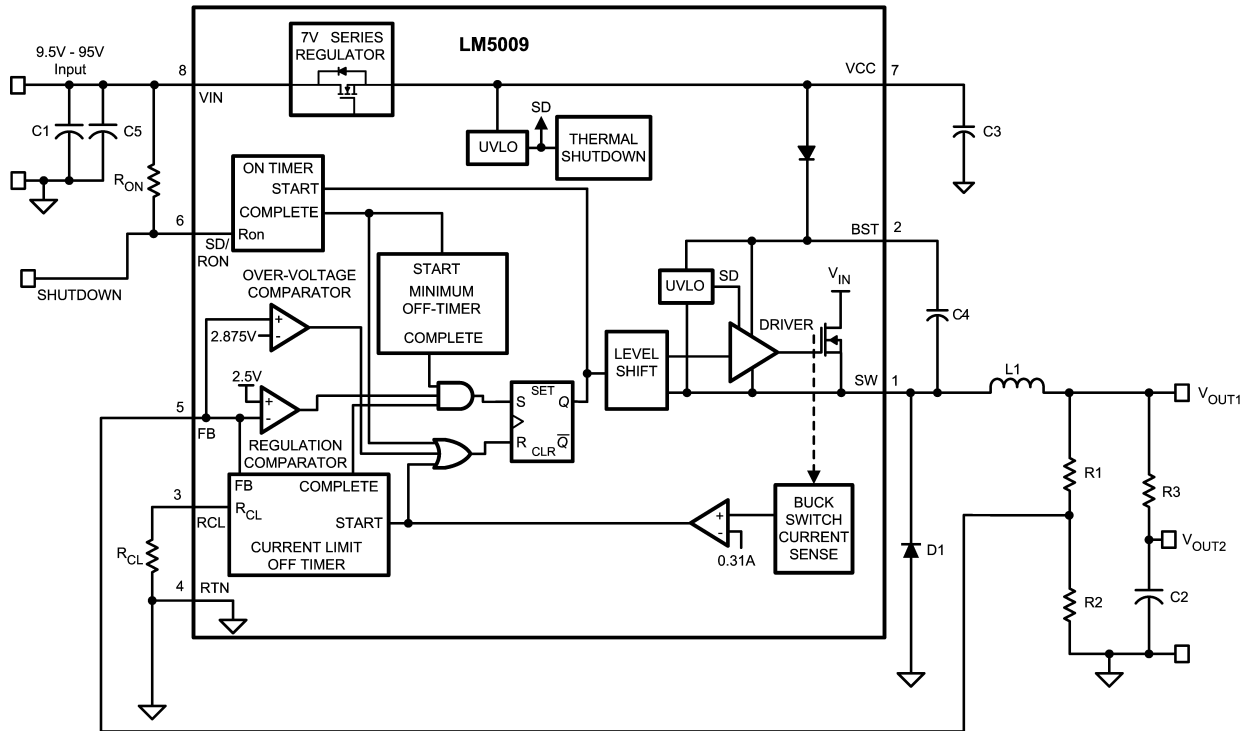 LM5009
9.5V - 95V
Input
8
VIN
7V SERIES
REGULATOR
VCC
7
C1
C5
C3
SD
UVLO
THERMAL
SHUTDOWN
RON
ON TIMER
START
COMPLETE
Ron
6
SD/
RON
SHUTDOWN
BST
2
START
MINIMUM
OFF-TIMER
COMPLETE
OVER-VOLTAGE
COMPARATOR
+
-
2.875V
UVLO
SD
VIN
DRIVER
C4
LEVEL
SHIFT
SW
1
L1
VOUT1
2.5V
+
-
5
FB
REGULATION
COMPARATOR
S
SET
Q
R
CLR
Q
R1
R3
FB
COMPLETE
3
RCL
RCL
START
CURRENT LIMIT
OFF TIMER
RCL
4
RTN
+
-
0.31A
BUCK
SWITCH
CURRENT
SENSE
D1
VOUT2
R2
C2